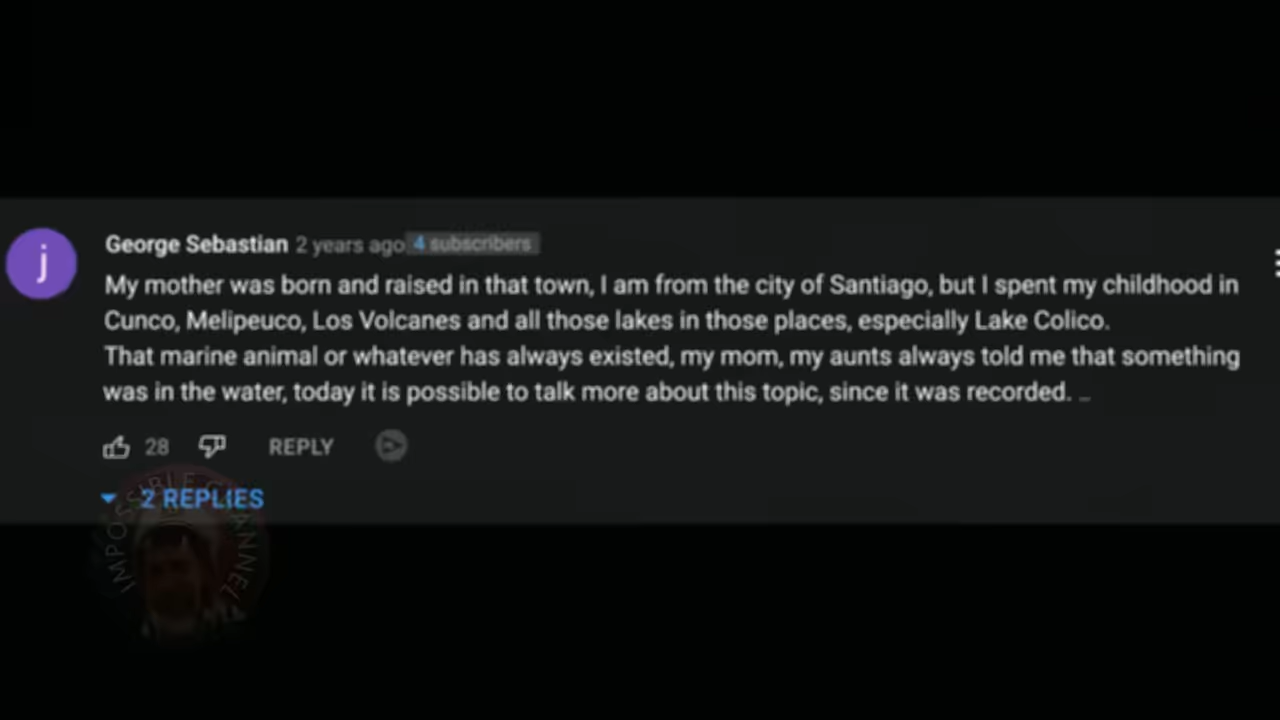 j
George Sebastian 2 years ago 4 subscribers
My mother was born and raised in that town, I am from the city of Santiago, but I spent my childhood in
Cunco, Melipeuco, Los Volcanes and all those lakes in those places, especially Lake Colico.
That marine animal or whatever has always existed, my mom, my aunts always told me that something
was in the water, today it is possible to talk more about this topic, since it was recorded. ...
28 REPLY
2 REPLIES
IMPOSSIBLE CHANNEL